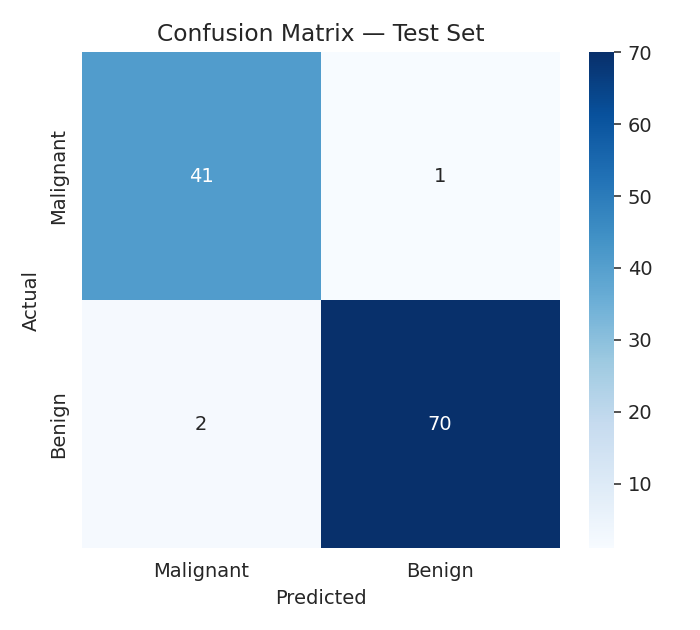 Confusion Matrix — Test Set
Actual
Malignant
Benign
41
1
2
70
Malignant
Benign
Predicted
70
60
50
40
30
20
10